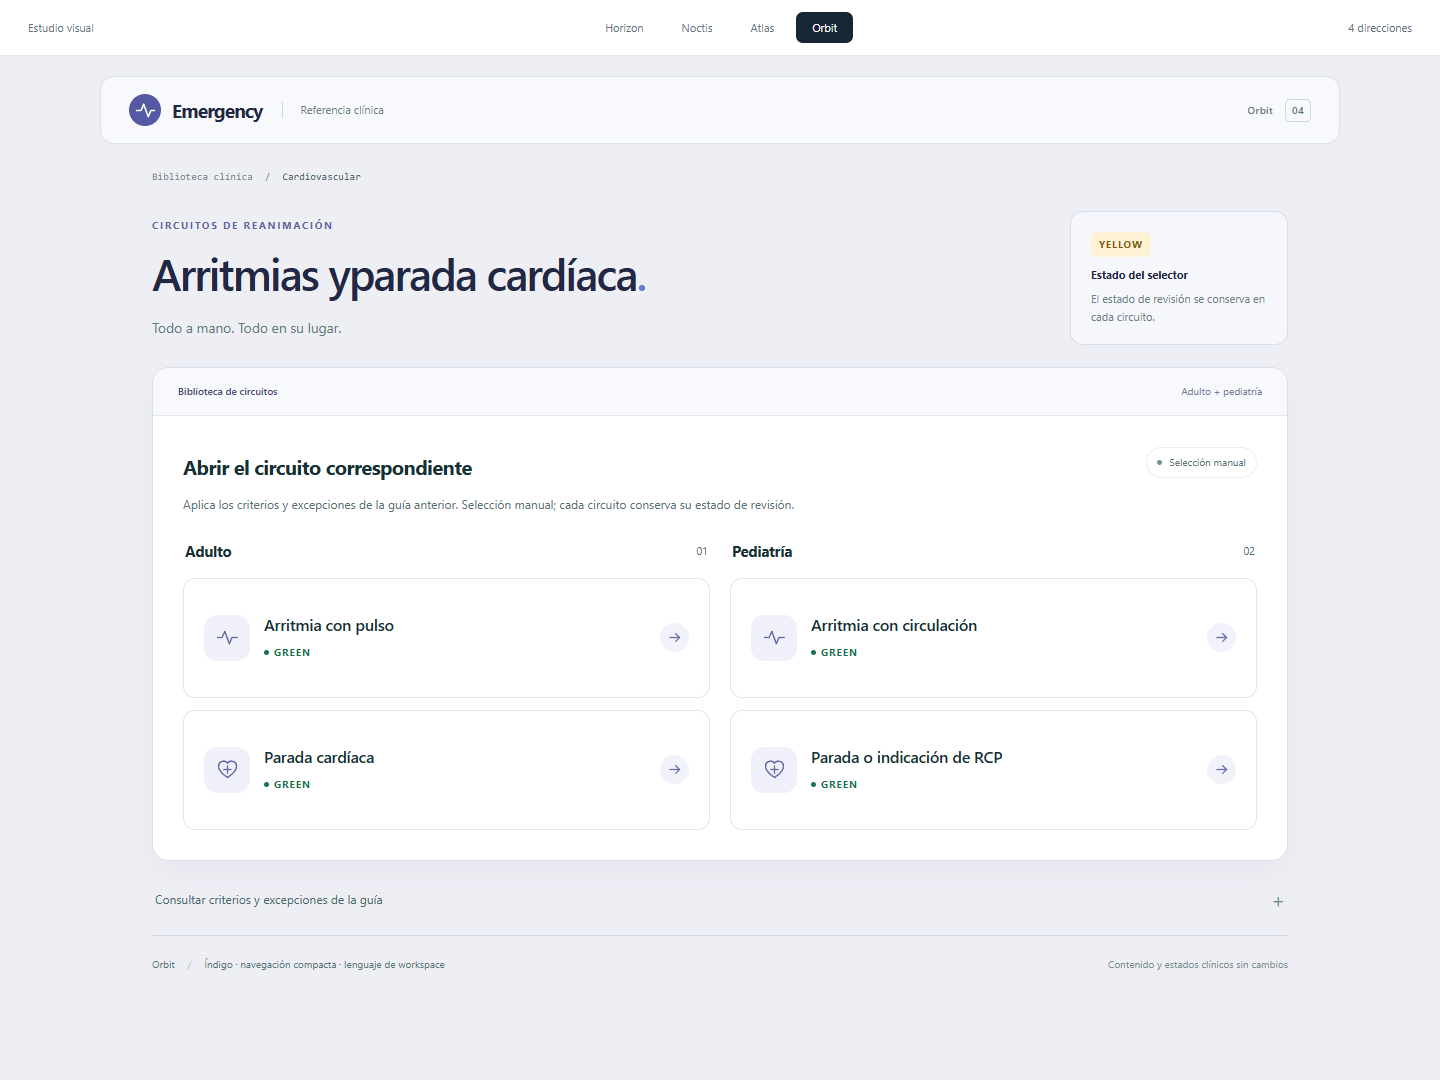 Estudio visual
Horizon
Noctis
Atlas
Orbit
4 direcciones
Emergency
Referencia clínica
Orbit
04
Biblioteca clínica / Cardiovascular
CIRCUITOS DE REANIMACIÓN
Arritmias yparada cardíaca.
Todo a mano. Todo en su lugar.
YELLOW
Estado del selector
El estado de revisión se conserva en
cada circuito.
Biblioteca de circuitos
Adulto + pediatría
Abrir el circuito correspondiente
Selección manual
Aplica los criterios y excepciones de la guía anterior. Selección manual; cada circuito conserva su estado de revisión.
Adulto
01
Arritmia con pulso
GREEN
Parada cardíaca
GREEN
Pediatría
02
Arritmia con circulación
GREEN
Parada o indicación de RCP
GREEN
Consultar criterios y excepciones de la guía
+
Orbit / Índigo · navegación compacta · lenguaje de workspace
Contenido y estados clínicos sin cambios